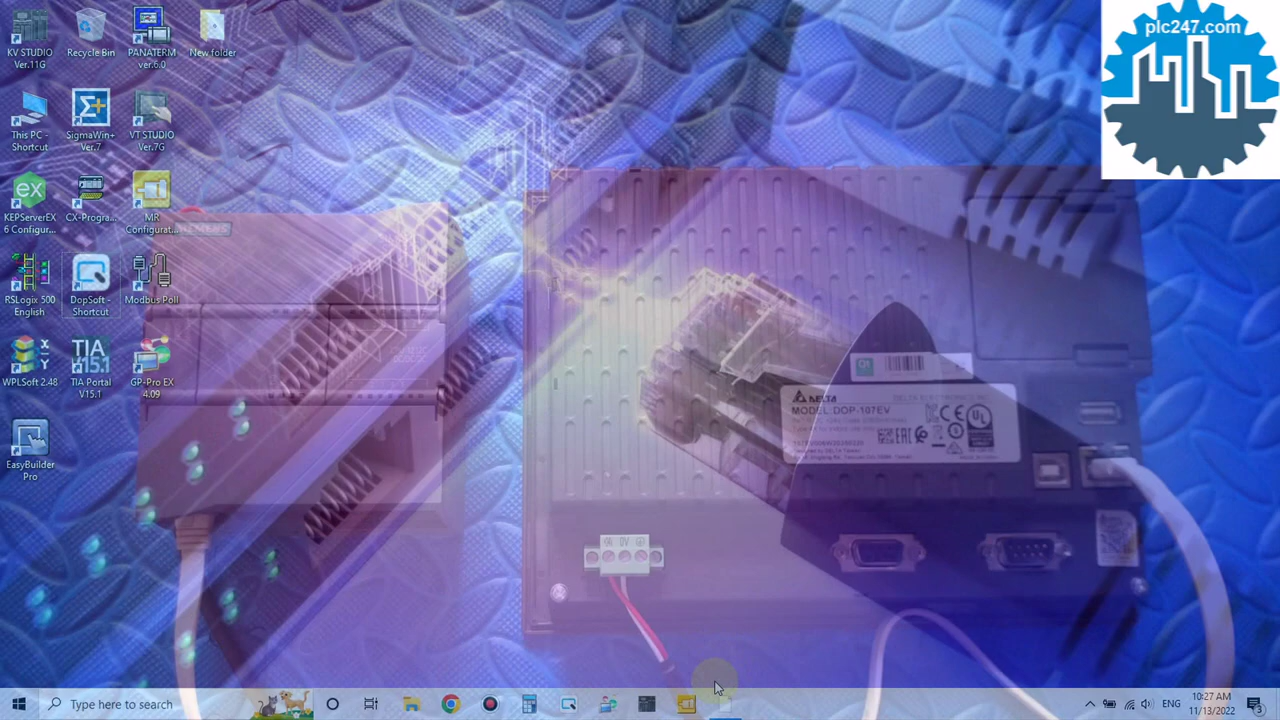 plc247.com
KV STUDIO
Ver.11G
Recycle Bin
PANATERM
ver.6.0
New folder
This PC -
Shortcut
SigmaWin+
Ver.7
VT STUDIO
Ver.7G
KEPServerEX
6 Configur...
CX-Progra...
MR
Configurat...
RSLogix 500
English
DopSoft -
Shortcut
Modbus Poll
WPLSoft 2.48
TIA Portal
V15.1
GP-Pro EX
4.09
EasyBuilder
Pro
DELTA
MODEL:DOP-107EV
0V
Type here to search
ENG
10:27 AM
11/13/2022
3